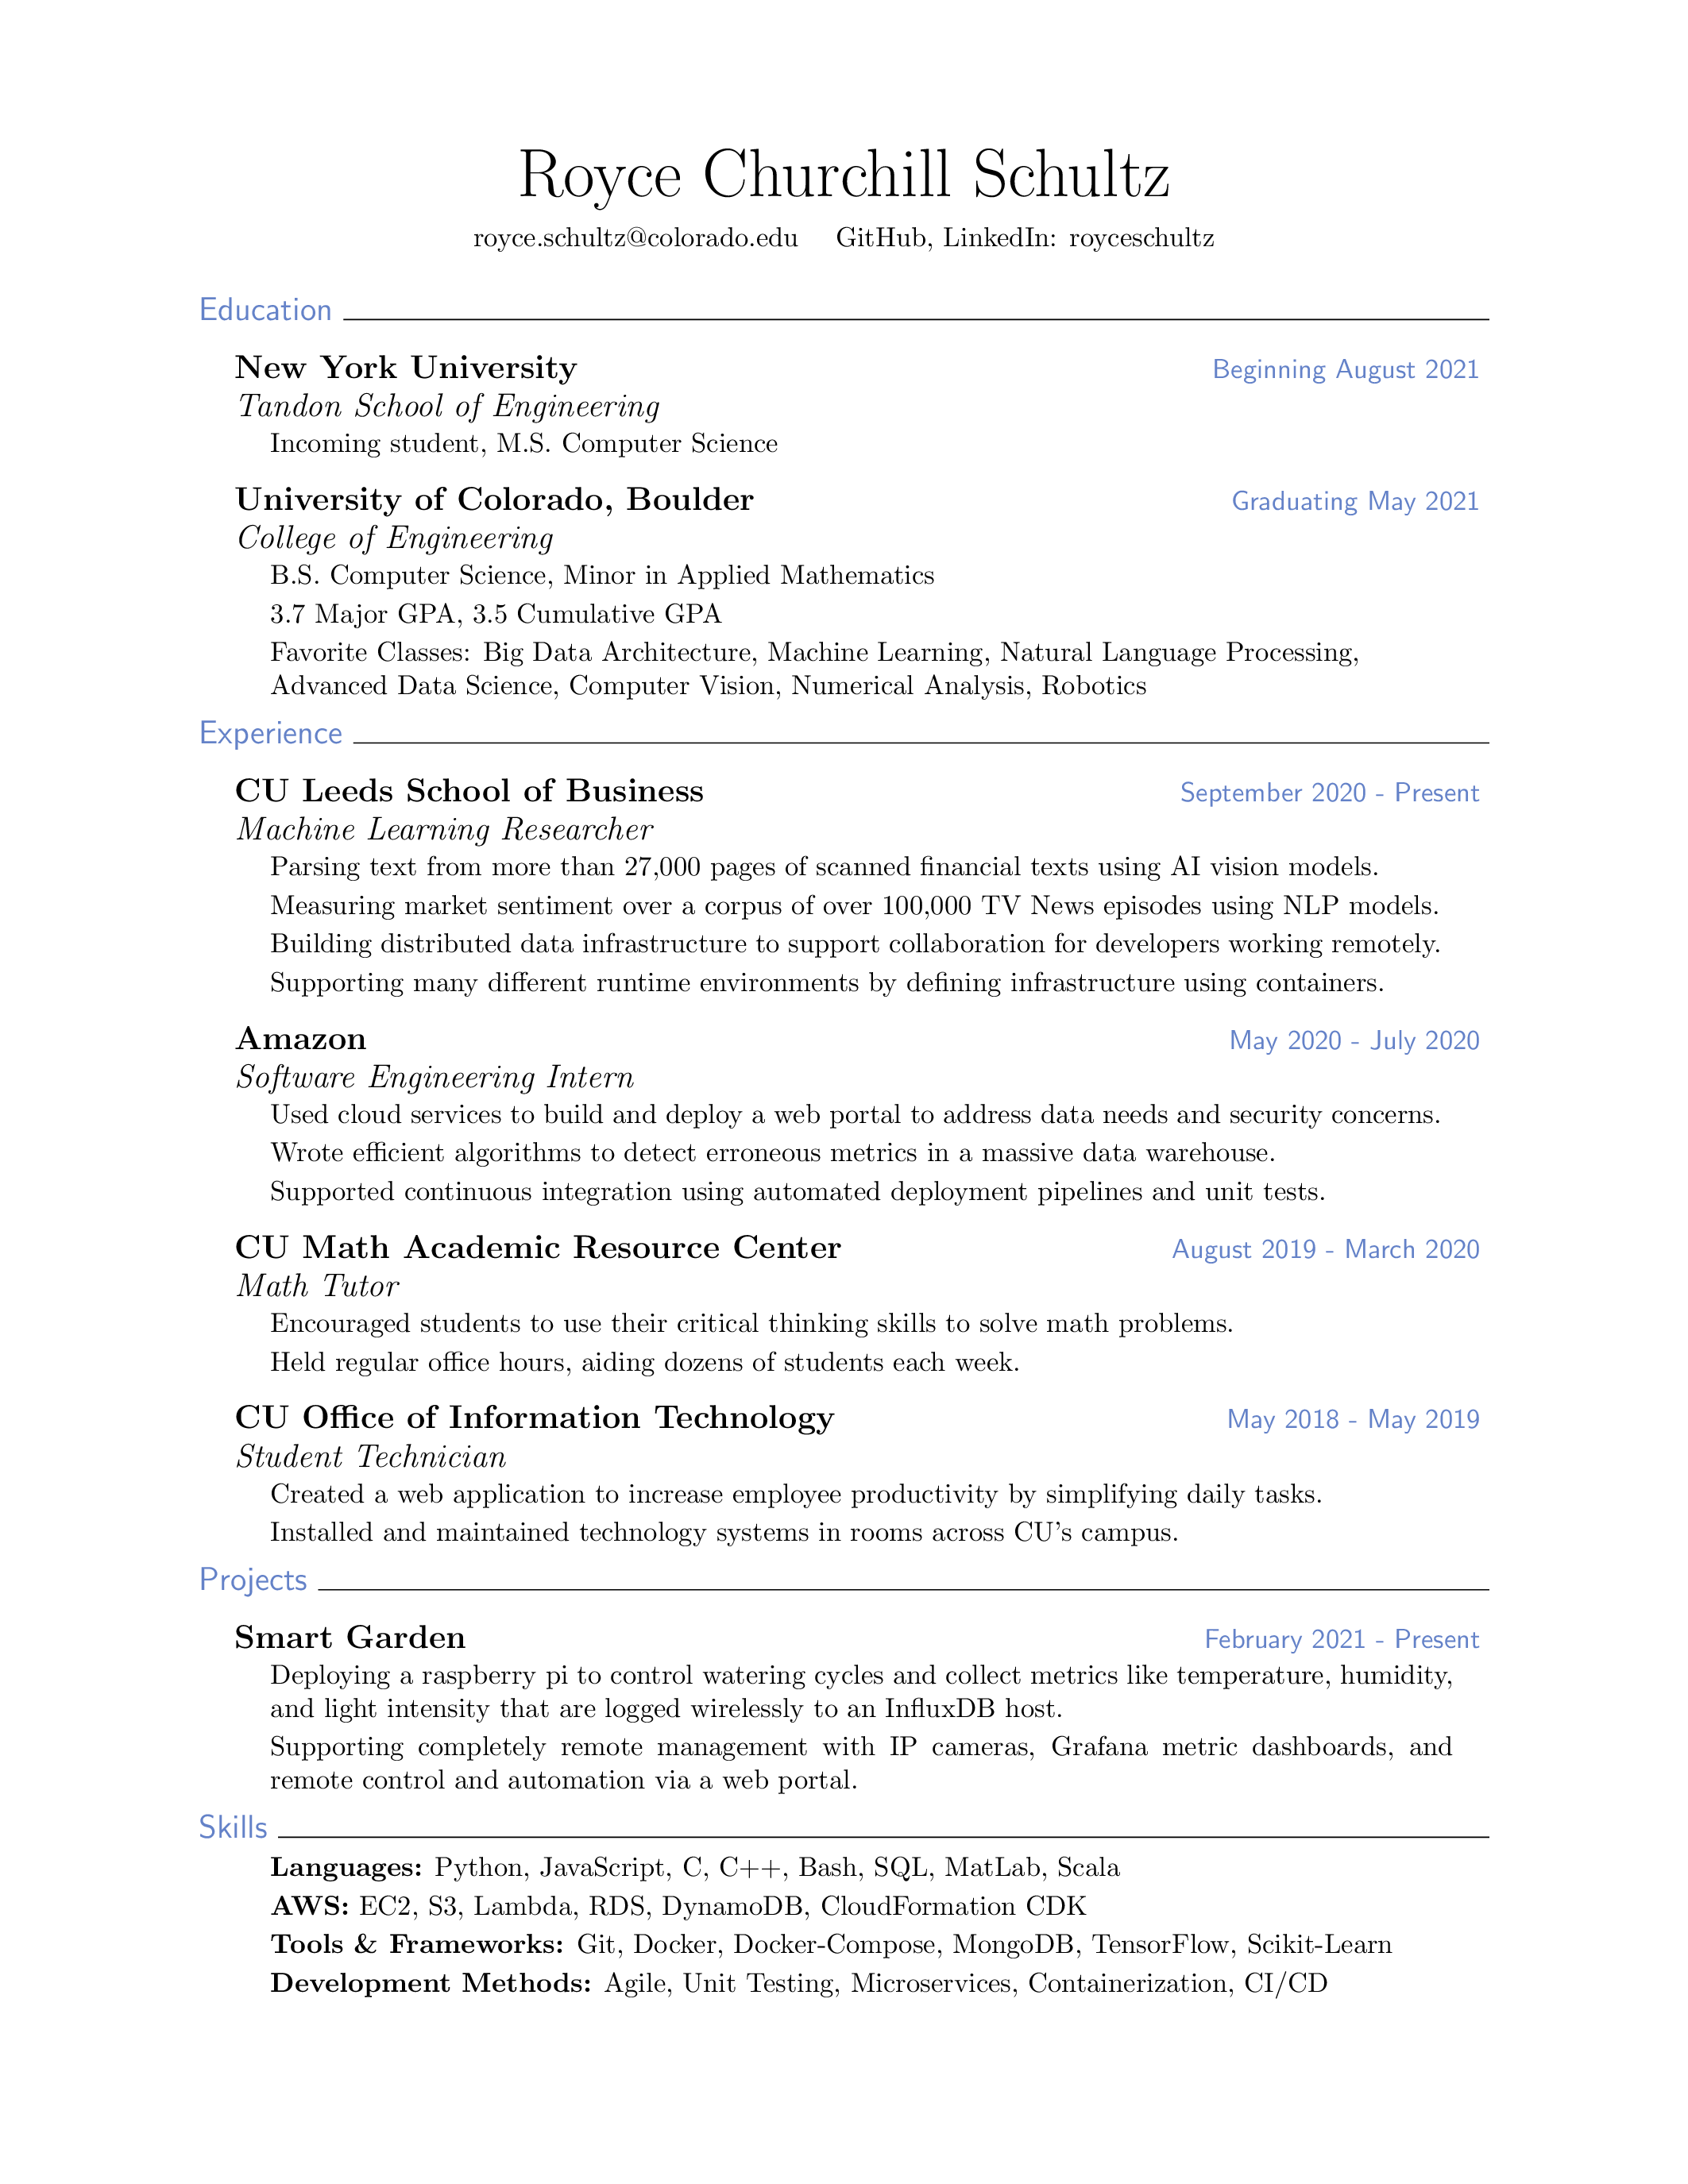 Royce Churchill Schultz
royce.schultz@colorado.edu GitHub, LinkedIn: royceschultz
Education
New York University Beginning August 2021
Tandon School of Engineering
Incoming student, M.S. Computer Science
University of Colorado, Boulder Graduating May 2021
College of Engineering
B.S. Computer Science, Minor in Applied Mathematics
3.7 Major GPA, 3.5 Cumulative GPA
Favorite Classes: Big Data Architecture, Machine Learning, Natural Language Processing,
Advanced Data Science, Computer Vision, Numerical Analysis, Robotics
Experience
CU Leeds School of Business September 2020 - Present
Machine Learning Researcher
Parsing text from more than 27,000 pages of scanned financial texts using AI vision models.
Measuring market sentiment over a corpus of over 100,000 TV News episodes using NLP models.
Building distributed data infrastructure to support collaboration for developers working remotely.
Supporting many different runtime environments by defining infrastructure using containers.
Amazon May 2020 - July 2020
Software Engineering Intern
Used cloud services to build and deploy a web portal to address data needs and security concerns.
Wrote efficient algorithms to detect erroneous metrics in a massive data warehouse.
Supported continuous integration using automated deployment pipelines and unit tests.
CU Math Academic Resource Center August 2019 - March 2020
Math Tutor
Encouraged students to use their critical thinking skills to solve math problems.
Held regular office hours, aiding dozens of students each week.
CU Office of Information Technology May 2018 - May 2019
Student Technician
Created a web application to increase employee productivity by simplifying daily tasks.
Installed and maintained technology systems in rooms across CU's campus.
Projects
Smart Garden February 2021 - Present
Deploying a raspberry pi to control watering cycles and collect metrics like temperature, humidity,
and light intensity that are logged wirelessly to an InfluxDB host.
Supporting completely remote management with IP cameras, Grafana metric dashboards, and
remote control and automation via a web portal.
Skills
Languages: Python, JavaScript, C, C++, Bash, SQL, MatLab, Scala
AWS: EC2, S3, Lambda, RDS, DynamoDB, CloudFormation CDK
Tools & Frameworks: Git, Docker, Docker-Compose, MongoDB, TensorFlow, Scikit-Learn
Development Methods: Agile, Unit Testing, Microservices, Containerization, CI/CD